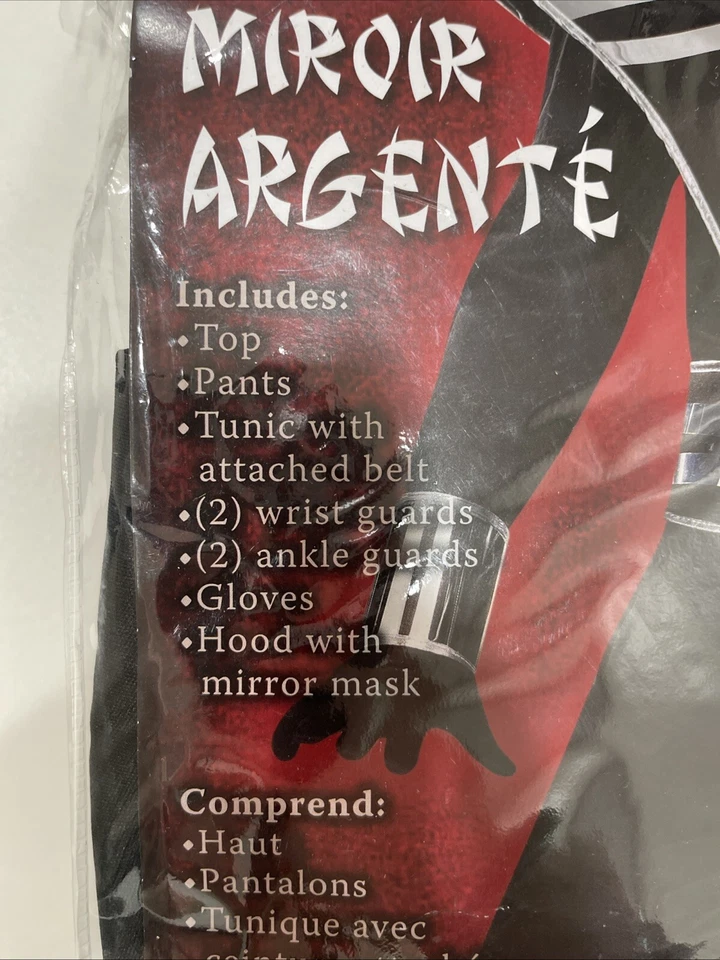 MIROIR
ARGENTÉ
Includes:
•Top
•Pants
•Tunic with
attached belt
•(2) wrist guards
•(2) ankle guards
•Gloves
•Hood with
mirror mask
Comprend:
•Haut
•Pantalons
•Tunique avec